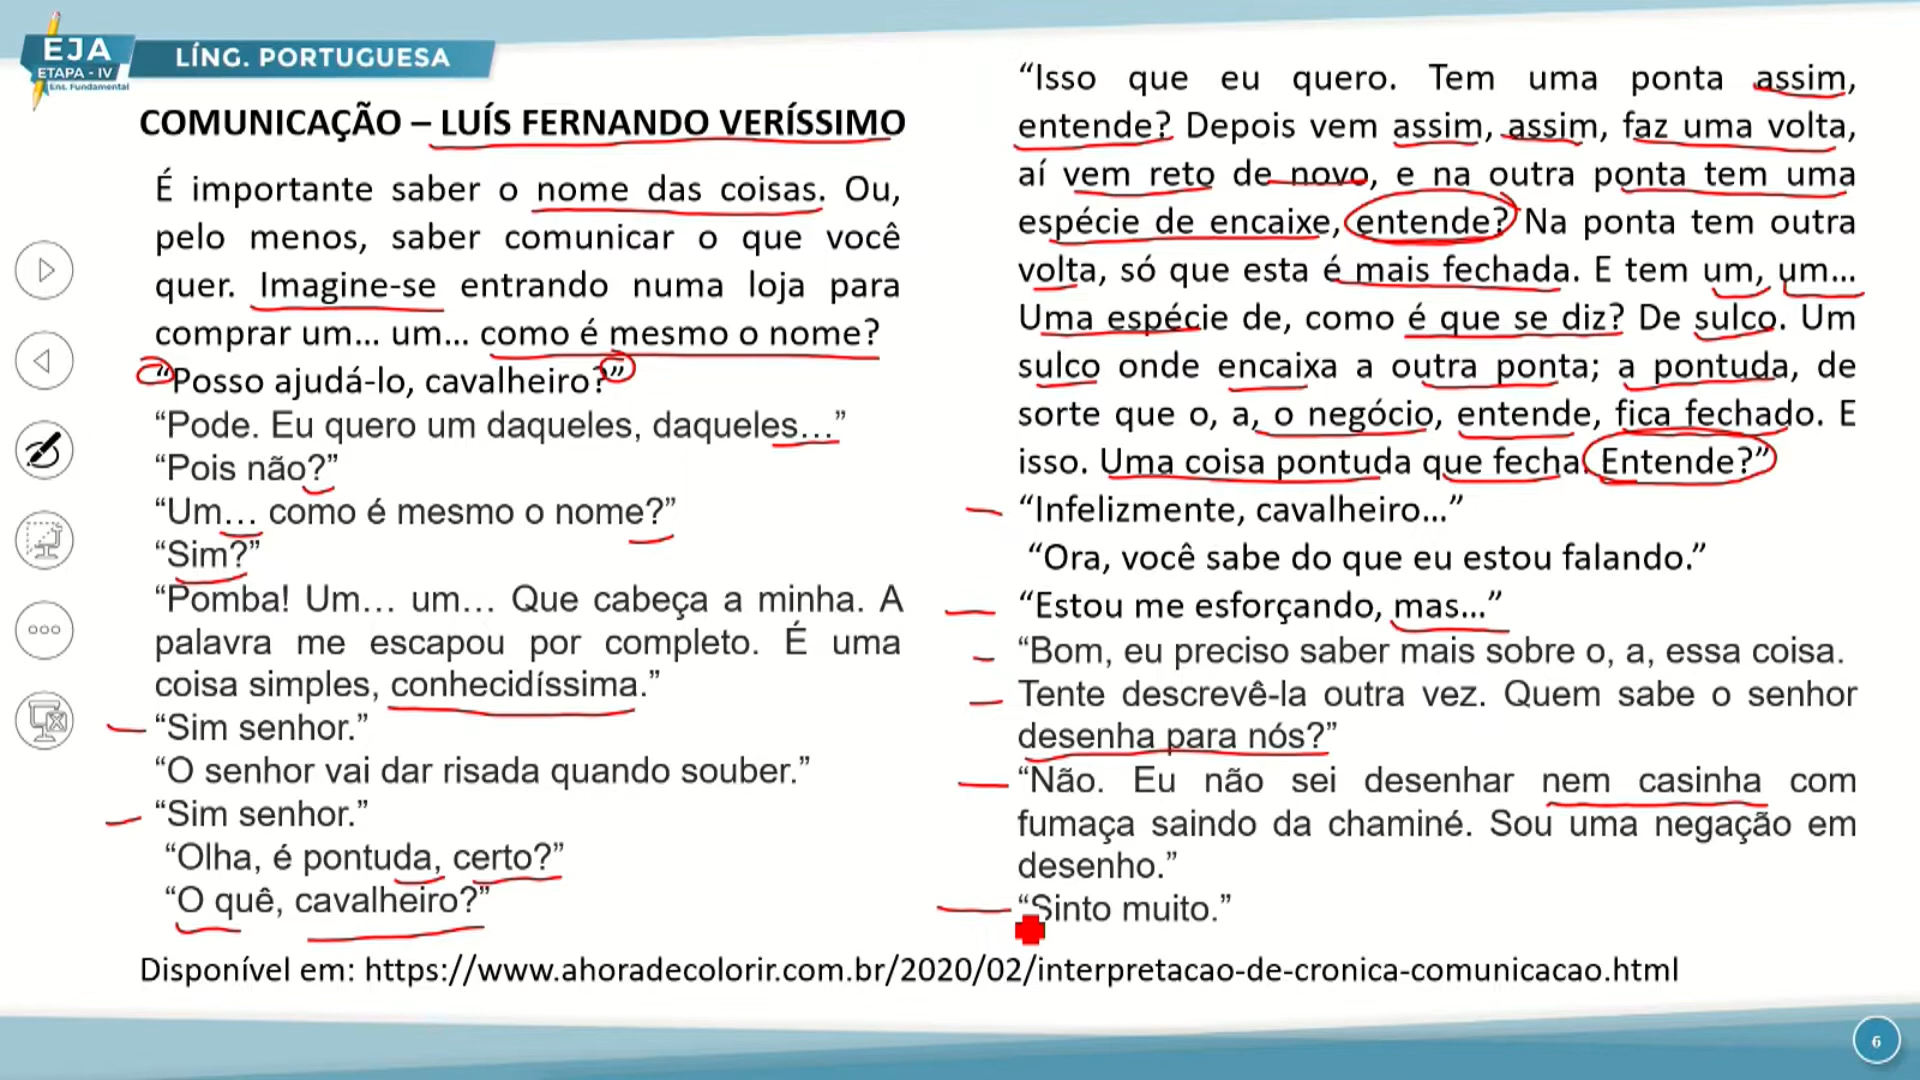 EJA
ETAPA - IV
Ens. Fundamental
LÍNG. PORTUGUESA
COMUNICAÇÃO – LUÍS FERNANDO VERÍSSIMO
É importante saber o nome das coisas. Ou,
pelo menos, saber comunicar o que você
quer. Imagine-se entrando numa loja para
comprar um... um... como é mesmo o nome?
“Posso ajudá-lo, cavalheiro?”
“Pode. Eu quero um daqueles, daqueles...”
“Pois não?”
“Um... como é mesmo o nome?”
“Sim?”
“Pomba! Um... um... Que cabeça a minha. A
palavra me escapou por completo. É uma
coisa simples, conhecidíssima.”
“Sim senhor.”
“O senhor vai dar risada quando souber.”
“Sim senhor.”
“Olha, é pontuda, certo?”
“O quê, cavalheiro?”
“Isso que eu quero. Tem uma ponta assim,
entende? Depois vem assim, assim, faz uma volta,
aí vem reto de novo, e na outra ponta tem uma
espécie de encaixe, entende? Na ponta tem outra
volta, só que esta é mais fechada. E tem um, um...
Uma espécie de, como é que se diz? De sulco. Um
sulco onde encaixa a outra ponta; a pontuda, de
sorte que o, a, o negócio, entende, fica fechado. E
isso. Uma coisa pontuda que fecha. Entende?”
“Infelizmente, cavalheiro...”
“Ora, você sabe do que eu estou falando.”
“Estou me esforçando, mas...”
“Bom, eu preciso saber mais sobre o, a, essa coisa.
Tente descrevê-la outra vez. Quem sabe o senhor
desenha para nós?”
“Não. Eu não sei desenhar nem casinha com
fumaça saindo da chaminé. Sou uma negação em
desenho.”
“Sinto muito.”
Disponível em: https://www.ahoradecolorir.com.br/2020/02/interpretacao-de-cronica-comunicacao.html
6